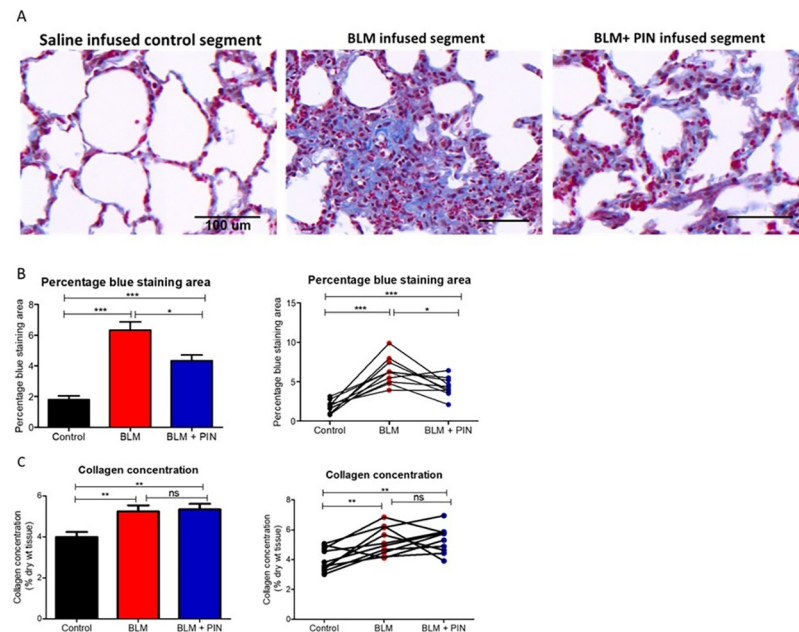 A
Saline infused control segment
BLM infused segment
BLM+ PIN infused segment
100 um
B
Percentage blue staining area
Percentage blue staining area
8
6
4
2
0
***
***
*
Control
BLM
BLM + PIN
Percentage blue staining area
Percentage blue staining area
15
10
5
0
***
***
*
Control
BLM
BLM + PIN
C
Collagen concentration
Collagen concentration
(% dry wt tissue)
6
4
2
0
**
**
ns
Control
BLM
BLM + PIN
Collagen concentration
Collagen concentration
(% dry wt tissue)
8
6
4
2
0
**
**
ns
Control
BLM
BLM + PIN